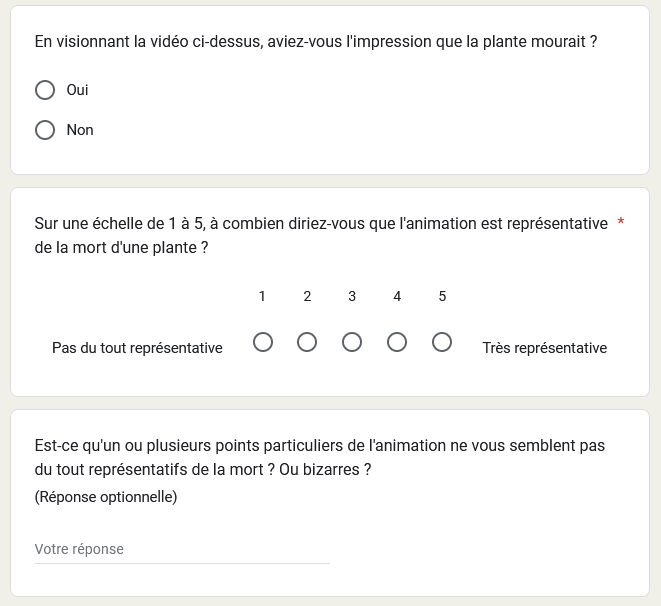 En visionnant la vidéo ci-dessus, aviez-vous l'impression que la plante mourait ?
Oui
Non
Sur une échelle de 1 à 5, à combien diriez-vous que l'animation est représentative *
de la mort d'une plante ?
1 2 3 4 5
Pas du tout représentative Très représentative
Est-ce qu'un ou plusieurs points particuliers de l'animation ne vous semblent pas
du tout représentatifs de la mort ? Ou bizarres ?
(Réponse optionnelle)
Votre réponse